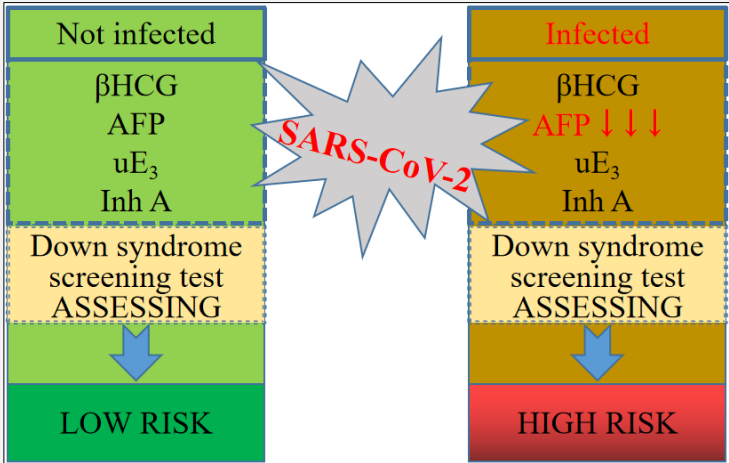 Not infected
βHCG
AFP
uE₃
Inh A
Down syndrome
screening test
ASSESSING
LOW RISK
SARS-CoV-2
Infected
βHCG
AFP ↓ ↓ ↓
uE₃
Inh A
Down syndrome
screening test
ASSESSING
HIGH RISK